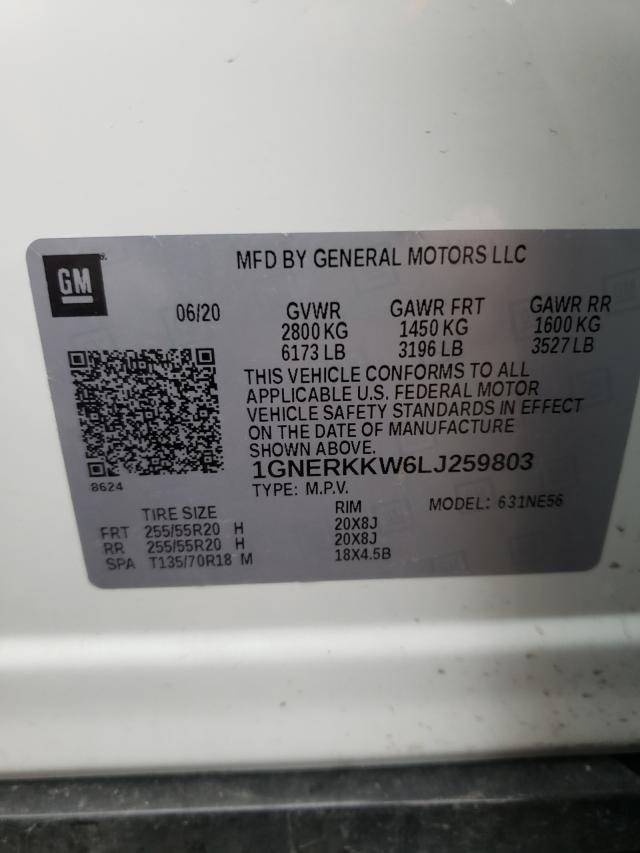 GM
MFD BY GENERAL MOTORS LLC
06/20 GVWR GAWR FRT GAWR RR
2800 KG 1450 KG 1600 KG
6173 LB 3196 LB 3527 LB
THIS VEHICLE CONFORMS TO ALL
APPLICABLE U.S. FEDERAL MOTOR
VEHICLE SAFETY STANDARDS IN EFFECT
ON THE DATE OF MANUFACTURE
SHOWN ABOVE.
8624
1GNERKKW6LJ259803
TYPE: M.P.V.
MODEL: 631NE56
TIRE SIZE RIM
FRT 255/55R20 H 20X8J
RR 255/55R20 H 20X8J
SPA T135/70R18 M 18X4.5B